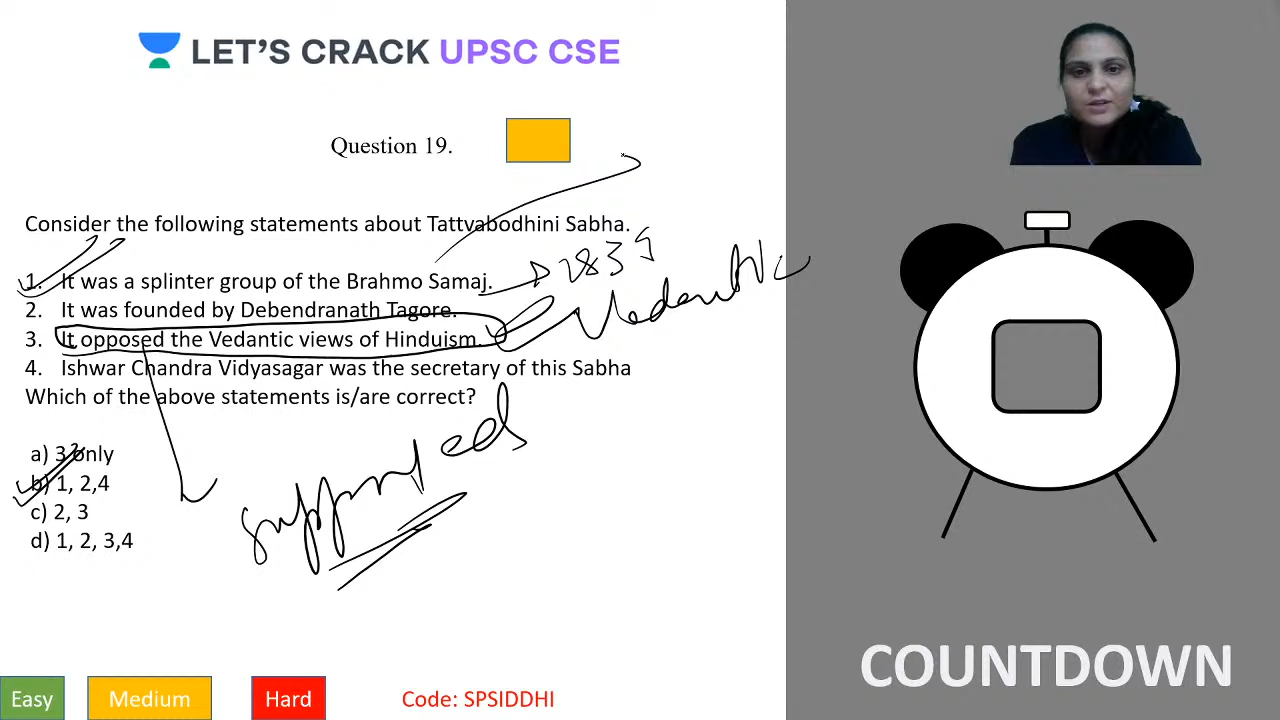 LET'S CRACK UPSC CSE
Question 19.
Consider the following statements about Tattvabodhini Sabha.
1. It was a splinter group of the Brahmo Samaj. 1839
2. It was founded by Debendranath Tagore.
3. It opposed the Vedantic views of Hinduism. Vedantic
4. Ishwar Chandra Vidyasagar was the secretary of this Sabha
Which of the above statements is/are correct?
a) 3 only
b) 1, 2,4
c) 2, 3
d) 1, 2, 3,4
supported
Easy Medium Hard Code: SPSIDDHI
COUNTDOWN